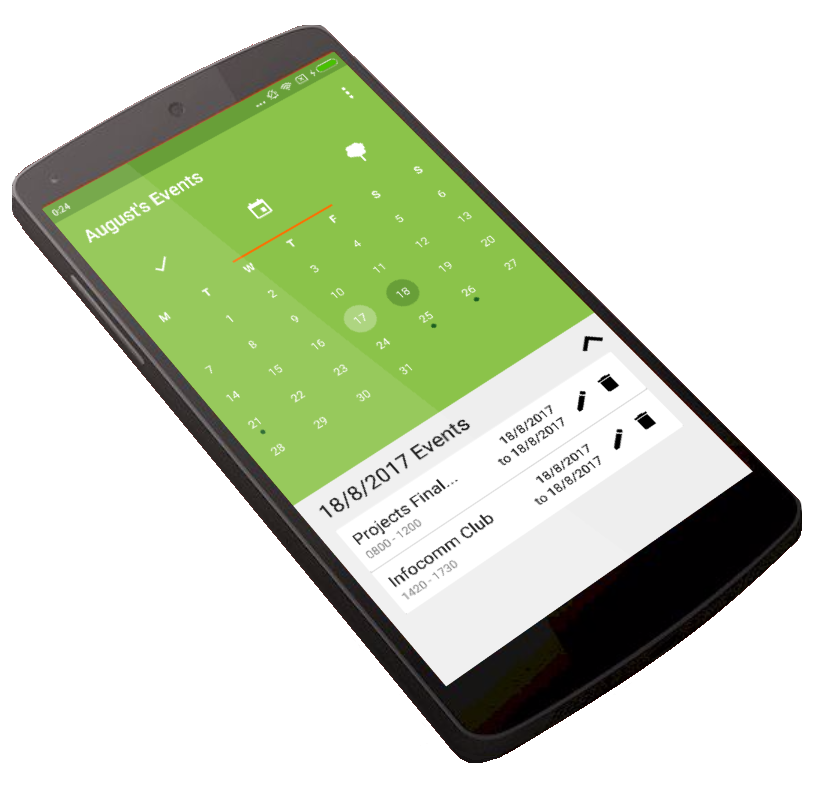 0:24
August's Events
M T W T F S S
1 2 3 4 5 6
7 8 9 10 11 12 13
14 15 16 17 18 19 20
21 22 23 24 25 26 27
28 29 30 31
18/8/2017 Events
Projects Final...
18/8/2017
to 18/8/2017
0800 - 1200
Infocomm Club
18/8/2017
to 18/8/2017
1420 - 1730